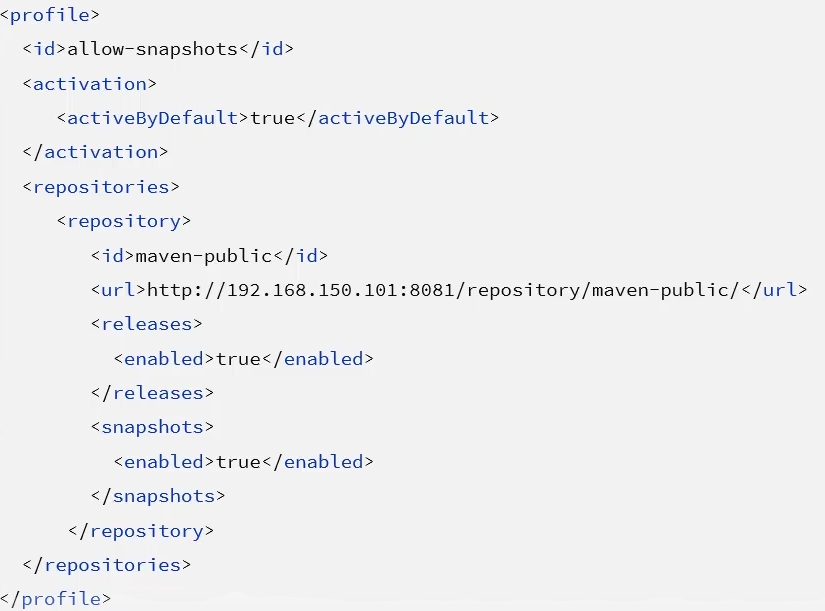 <profile>
  <id>allow-snapshots</id>
  <activation>
     <activeByDefault>true</activeByDefault>
  </activation>
  <repositories>
     <repository>
        <id>maven-public</id>
        <url>http://192.168.150.101:8081/repository/maven-public/</url>
        <releases>
          <enabled>true</enabled>
        </releases>
        <snapshots>
          <enabled>true</enabled>
        </snapshots>
      </repository>
  </repositories>
</profile>